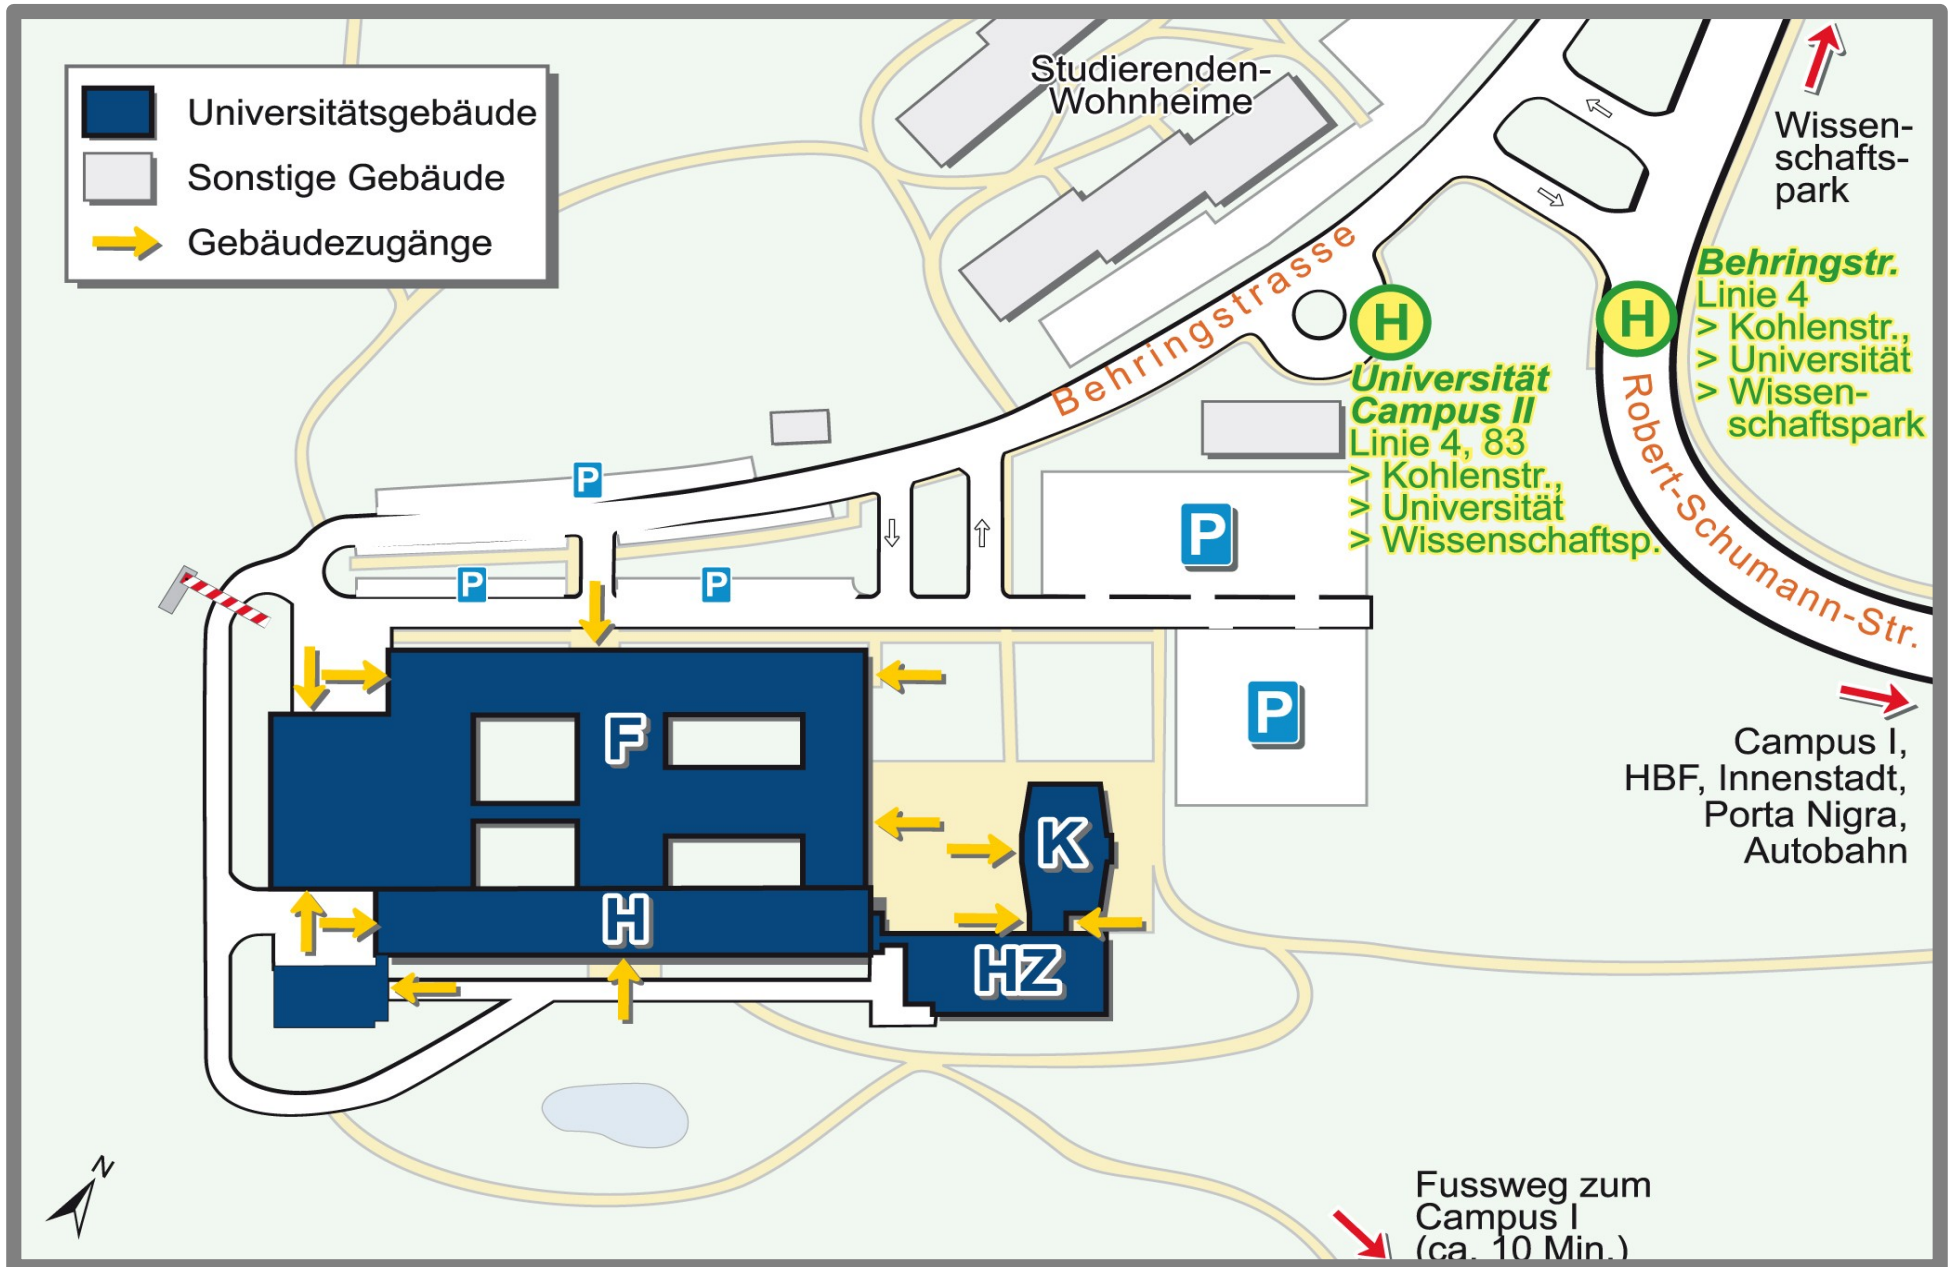 Universitätsgebäude
Sonstige Gebäude
Gebäudezugänge
Studierenden-
Wohnheime
Wissen-
schafts-
park
Behringstrasse
H
Universität
Campus II
Linie 4, 83
> Kohlenstr.,
> Universität
> Wissenschaftsp.
H
Behringstr.
Linie 4
> Kohlenstr.,
> Universität
> Wissen-
schaftspark
Robert-Schumann-Str.
P
P
P
P
P
F
K
H
HZ
Campus I,
HBF, Innenstadt,
Porta Nigra,
Autobahn
N
Fussweg zum
Campus I
(ca. 10 Min.)